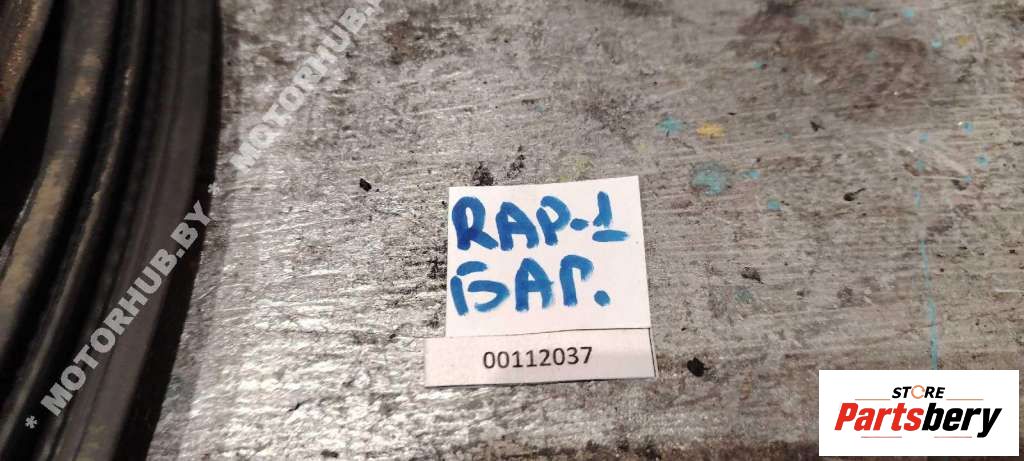 * MOTORHUB.BY
* MOTORHUB.BY
RAP-1
БАГ.
00112037
STORE
Partsbery